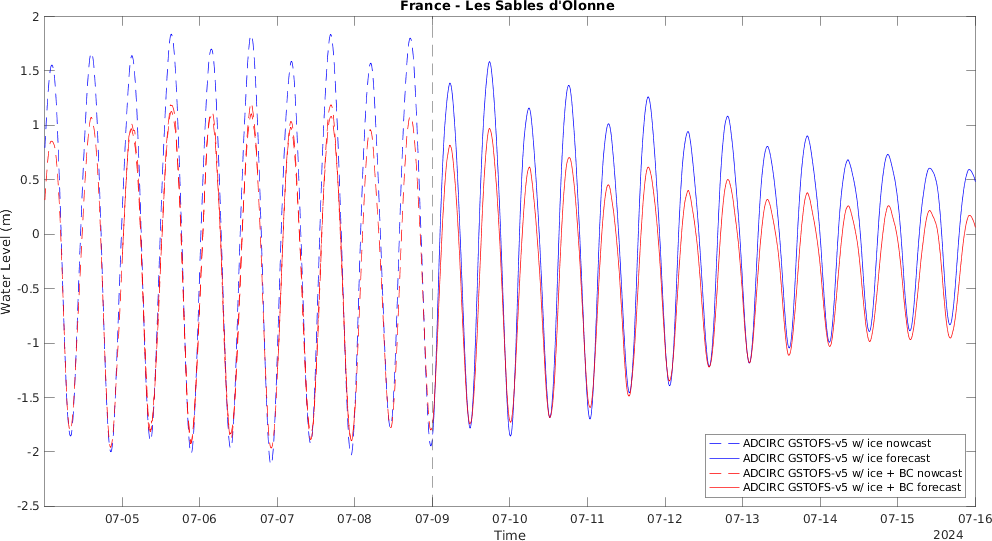 France - Les Sables d'Olonne
2
1.5
1
0.5
0
-0.5
-1
-1.5
-2
-2.5
Water Level (m)
ADCIRC GSTOFS-v5 w/ ice nowcast
ADCIRC GSTOFS-v5 w/ ice forecast
ADCIRC GSTOFS-v5 w/ ice + BC nowcast
ADCIRC GSTOFS-v5 w/ ice + BC forecast
07-05 07-06 07-07 07-08 07-09 07-10 07-11 07-12 07-13 07-14 07-15 07-16
Time
2024